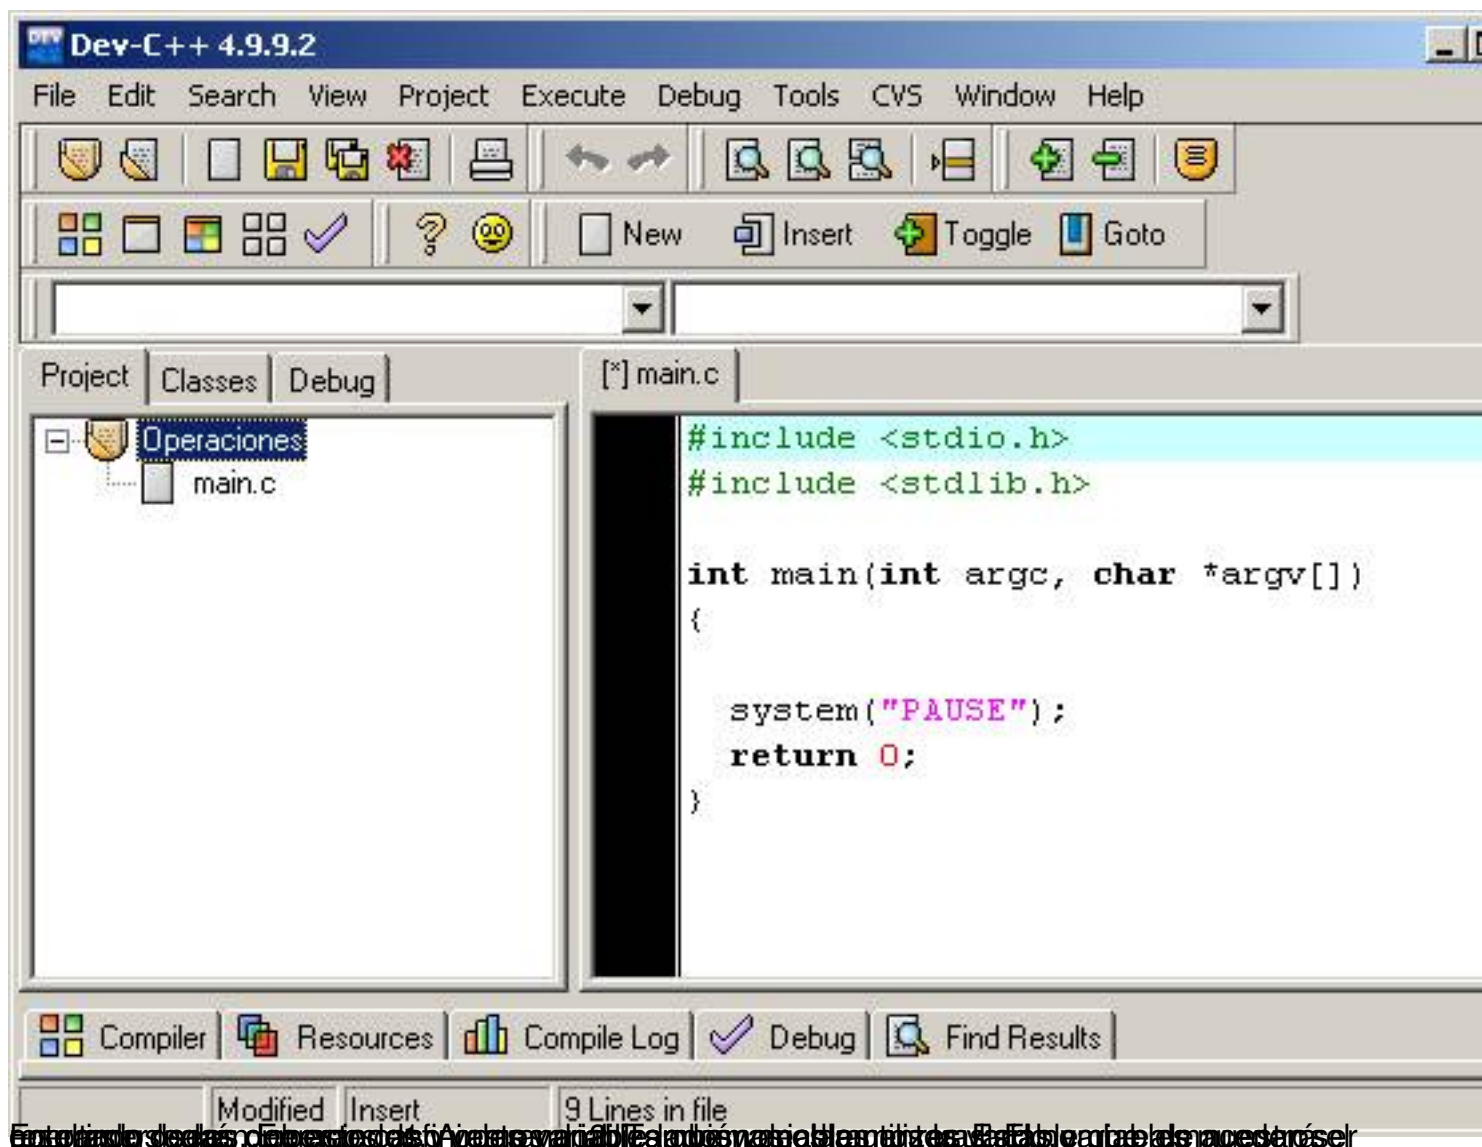 Dev-C++ 4.9.9.2
File Edit Search View Project Execute Debug Tools CVS Window Help
New Insert Toggle Goto
Project Classes Debug
[*] main.c
Operaciones
main.c
#include <stdio.h>
#include <stdlib.h>
int main(int argc, char *argv[])
{
system("PAUSE");
return 0;
}
Compiler Resources Compile Log Debug Find Results
Modified Insert 9 Lines in file